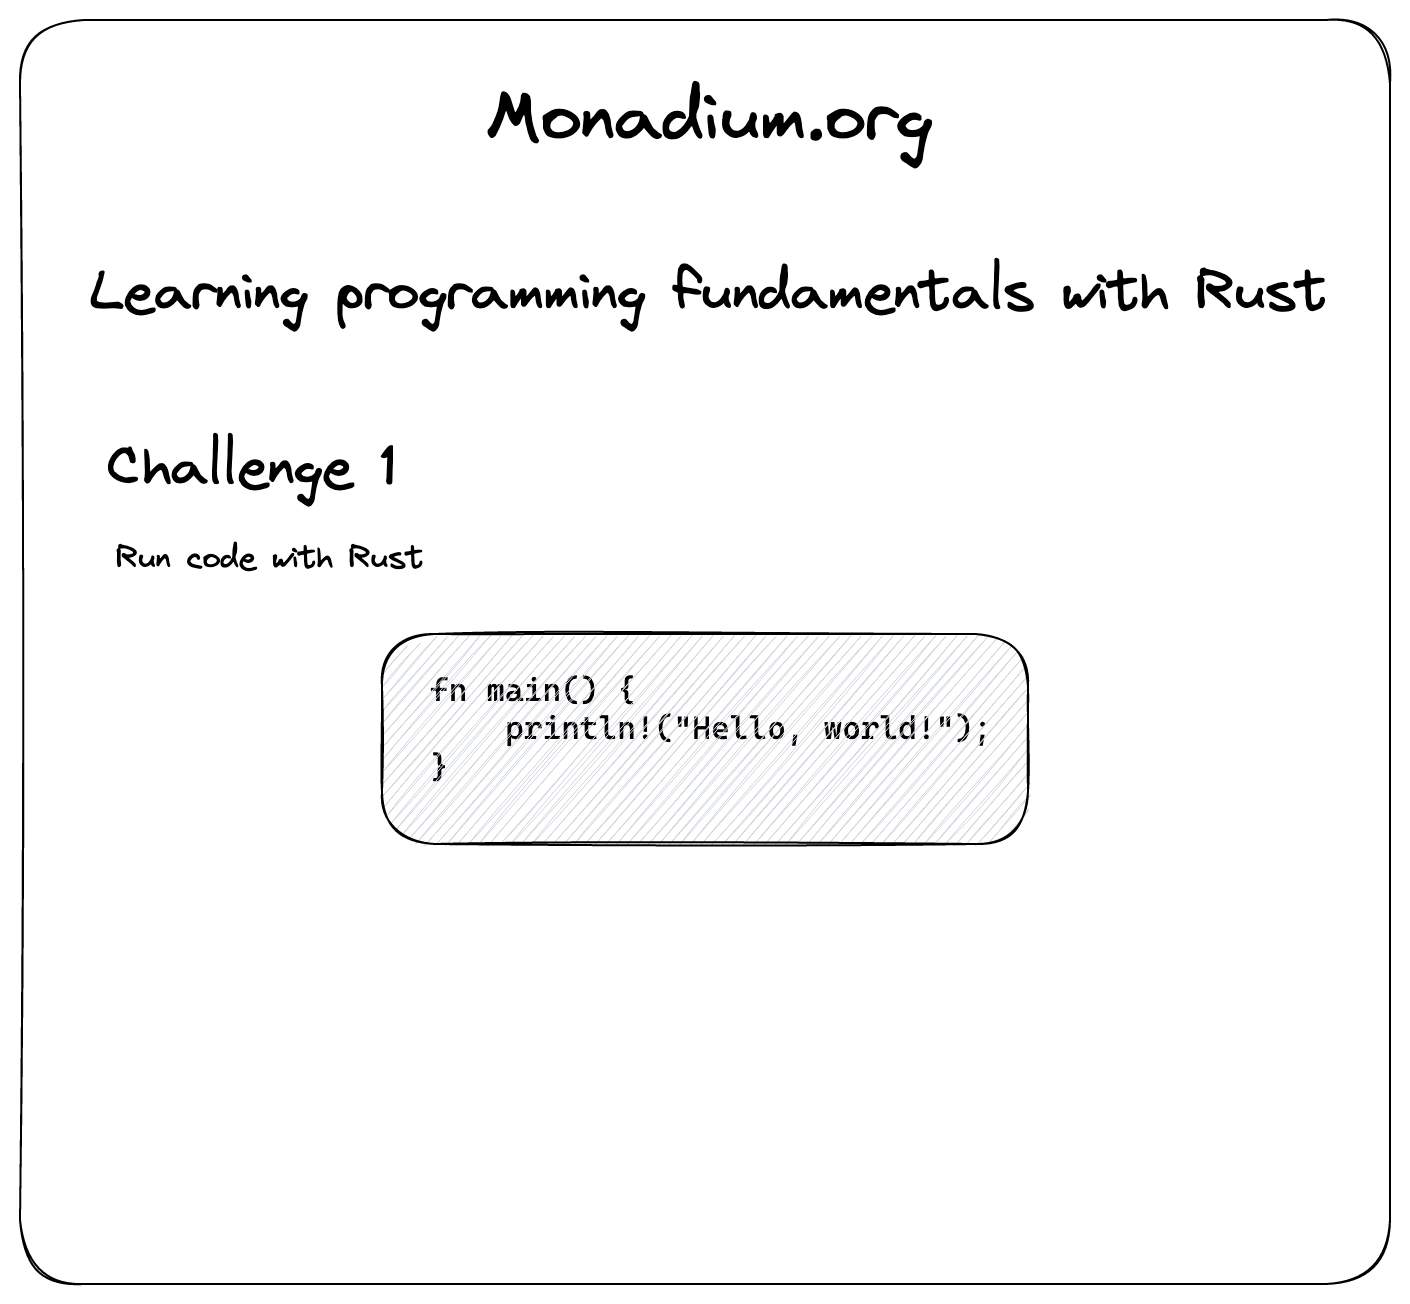 Monadium.org
Learning programming fundamentals with Rust
Challenge 1
Run code with Rust
fn main() {
    println!("Hello, world!");
}